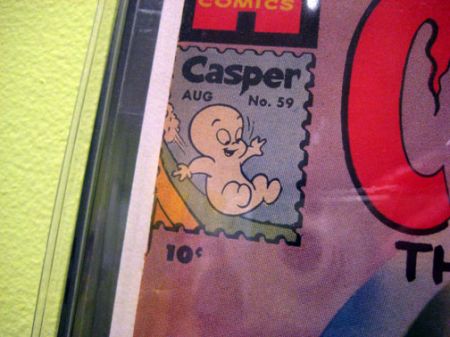 COMICS
Casper
AUG No. 59
10¢
TH